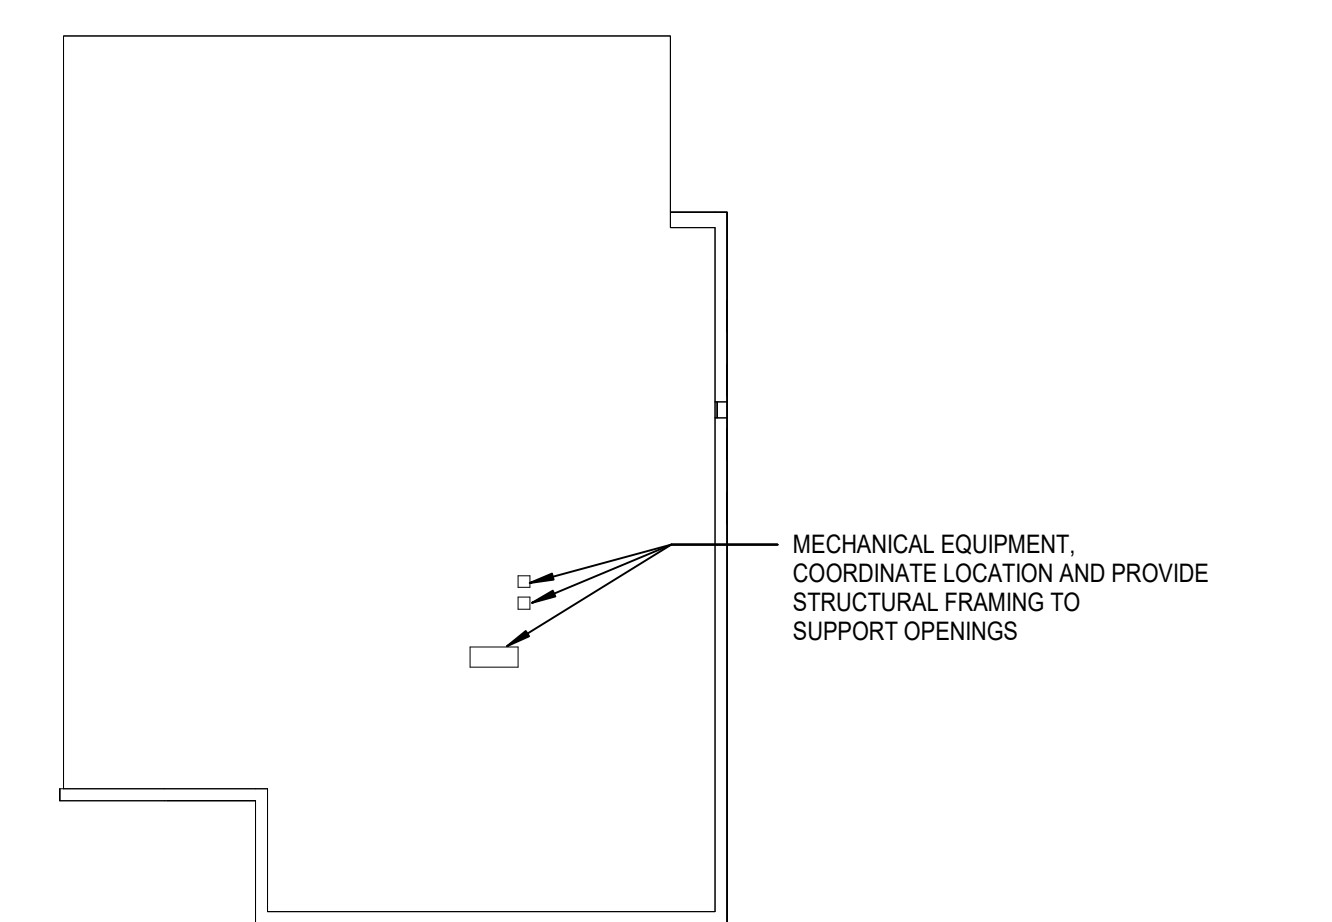 MECHANICAL EQUIPMENT,
COORDINATE LOCATION AND PROVIDE
STRUCTURAL FRAMING TO
SUPPORT OPENINGS